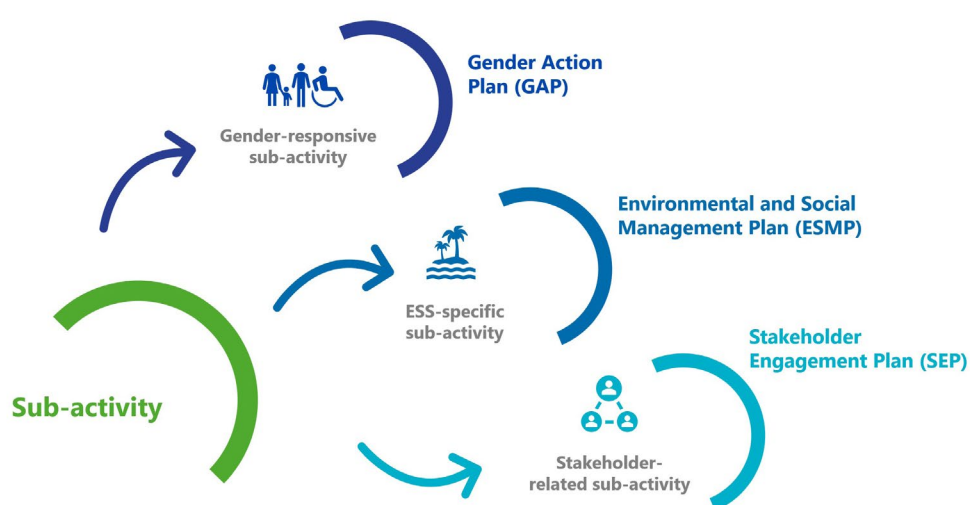 Gender Action
Plan (GAP)
Gender-responsive
sub-activity
Environmental and Social
Management Plan (ESMP)
ESS-specific
sub-activity
Stakeholder
Engagement Plan (SEP)
Sub-activity
Stakeholder-
related sub-activity